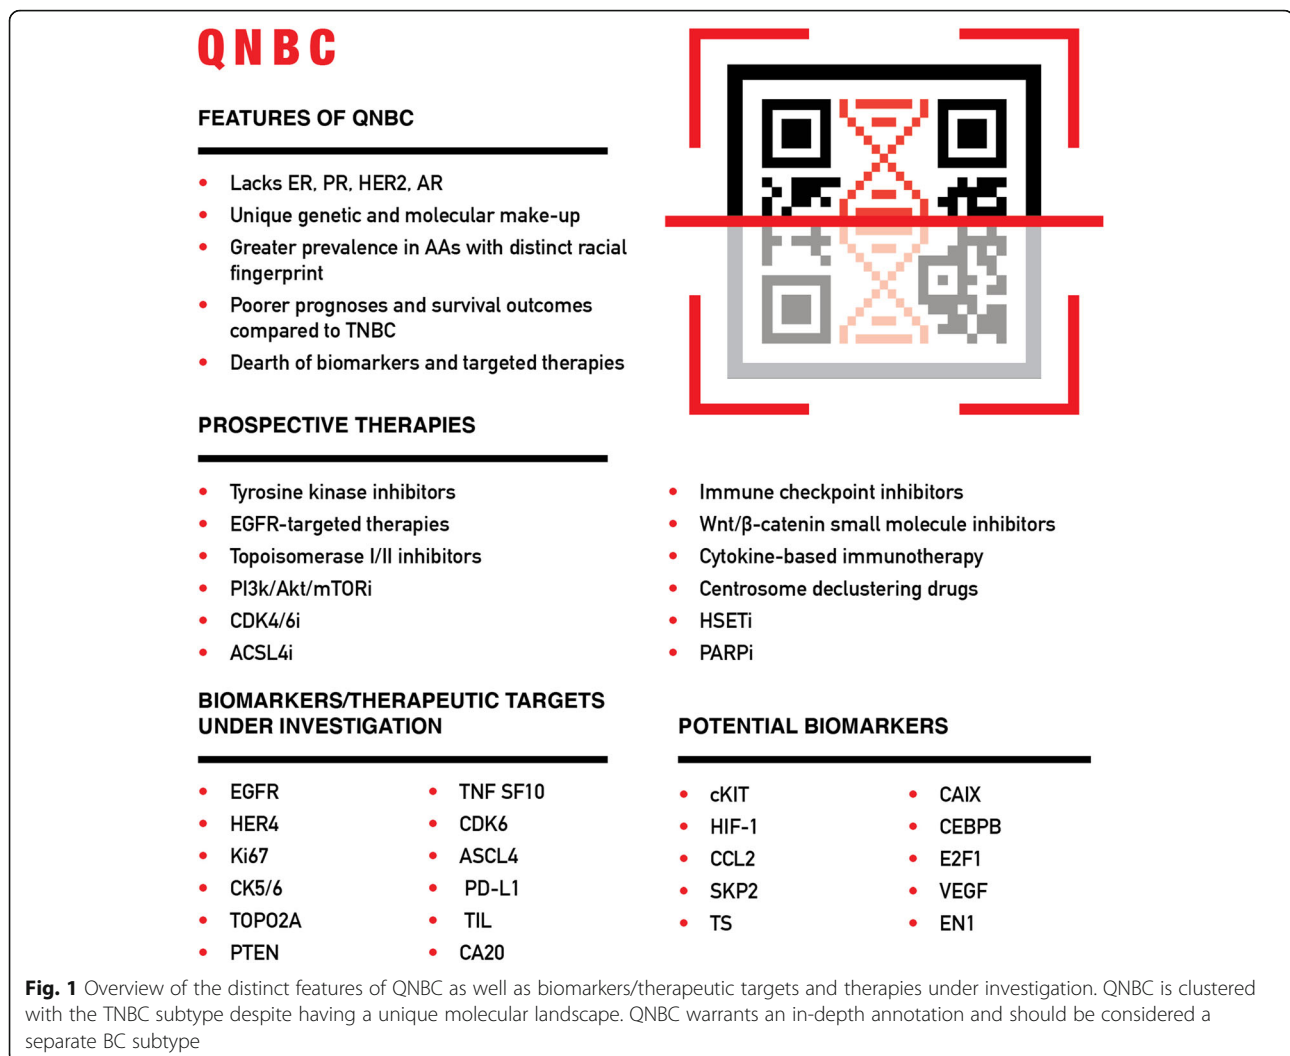 QNBC
FEATURES OF QNBC
• Lacks ER, PR, HER2, AR
• Unique genetic and molecular make-up
• Greater prevalence in AAs with distinct racial
fingerprint
• Poorer prognoses and survival outcomes
compared to TNBC
• Dearth of biomarkers and targeted therapies
PROSPECTIVE THERAPIES
• Tyrosine kinase inhibitors
• EGFR-targeted therapies
• Topoisomerase I/II inhibitors
• PI3k/Akt/mTORi
• CDK4/6i
• ACSL4i
• Immune checkpoint inhibitors
• Wnt/β-catenin small molecule inhibitors
• Cytokine-based immunotherapy
• Centrosome declustering drugs
• HSETi
• PARPi
BIOMARKERS/THERAPEUTIC TARGETS
UNDER INVESTIGATION
• EGFR
• HER4
• Ki67
• CK5/6
• TOPO2A
• PTEN
• TNF SF10
• CDK6
• ASCL4
• PD-L1
• TIL
• CA20
POTENTIAL BIOMARKERS
• cKIT
• HIF-1
• CCL2
• SKP2
• TS
• CAIX
• CEBPB
• E2F1
• VEGF
• EN1
Fig. 1 Overview of the distinct features of QNBC as well as biomarkers/therapeutic targets and therapies under investigation. QNBC is clustered
with the TNBC subtype despite having a unique molecular landscape. QNBC warrants an in-depth annotation and should be considered a
separate BC subtype